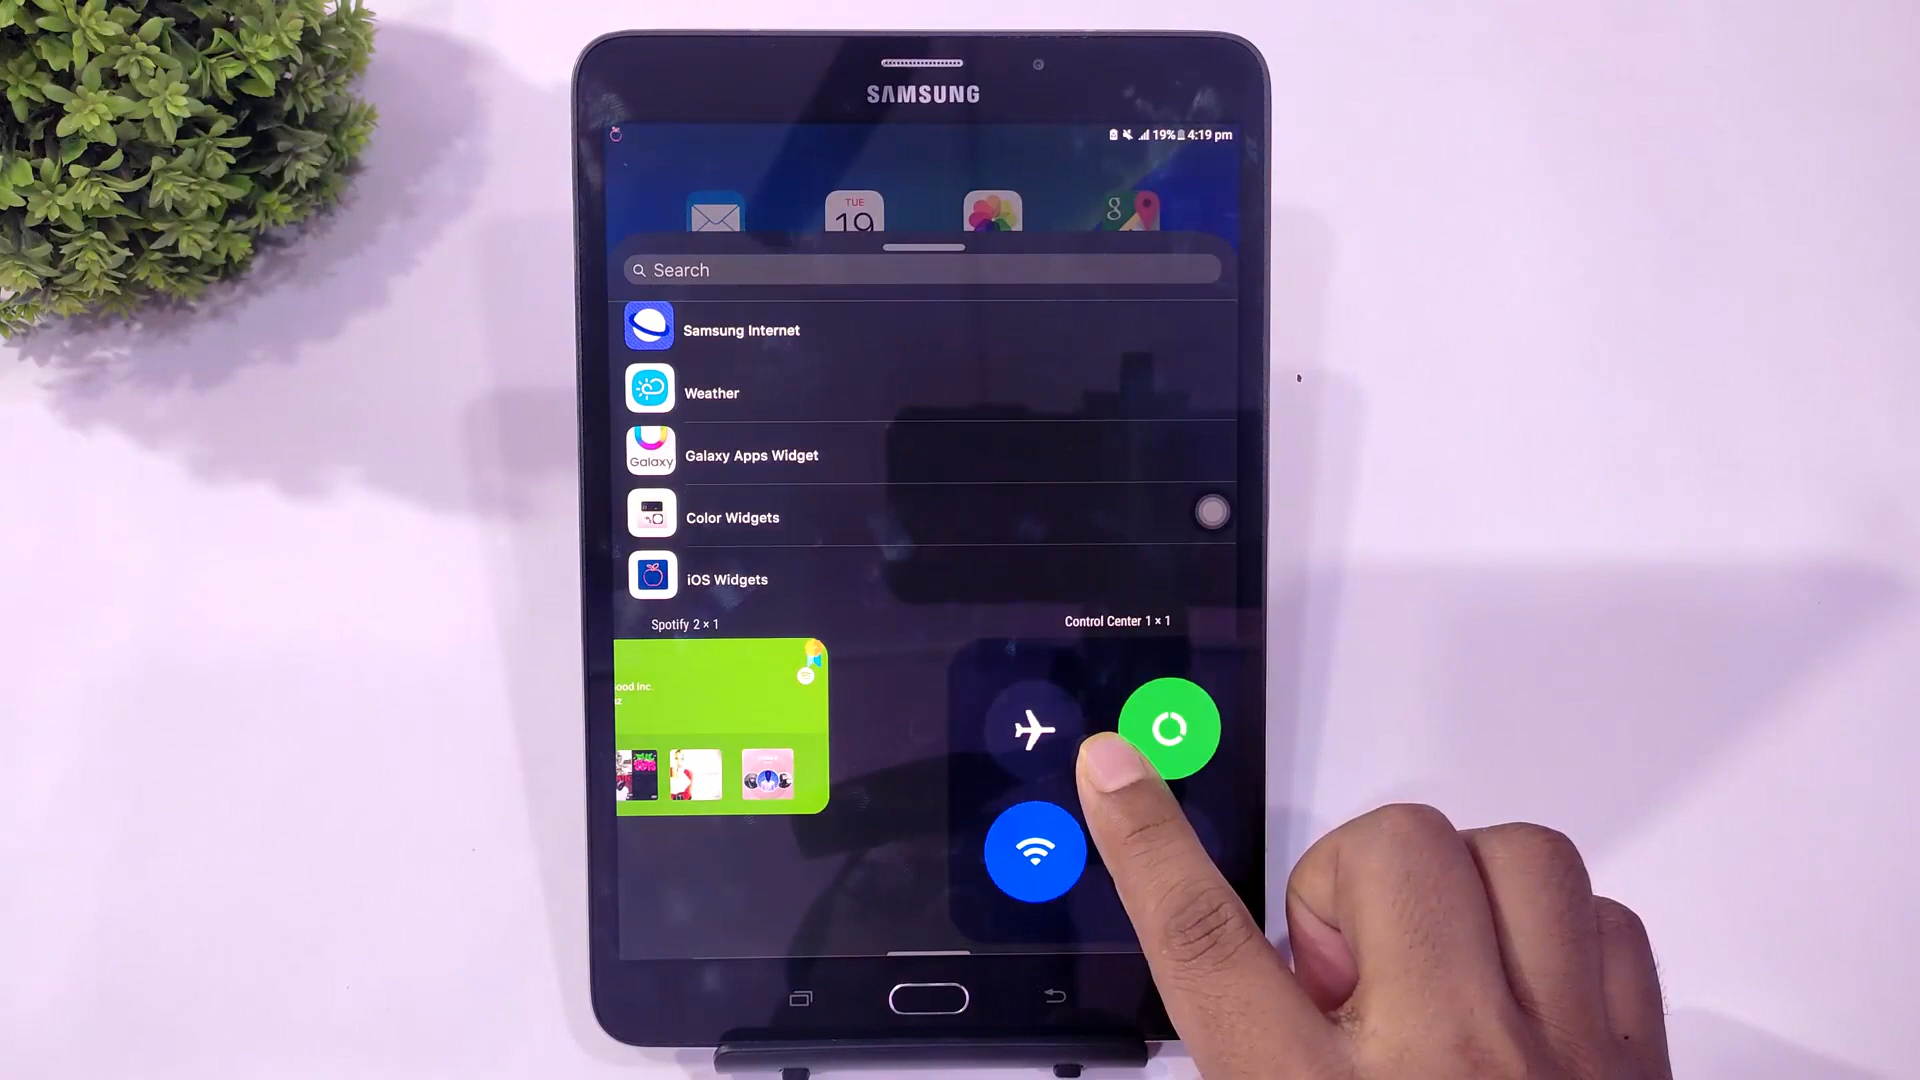 SAMSUNG
19% 4:19 pm
TUE
19
g
Search
Samsung Internet
Weather
Galaxy
Galaxy Apps Widget
Color Widgets
iOS Widgets
Spotify 2 × 1
Control Center 1 × 1
ood Inc.
z